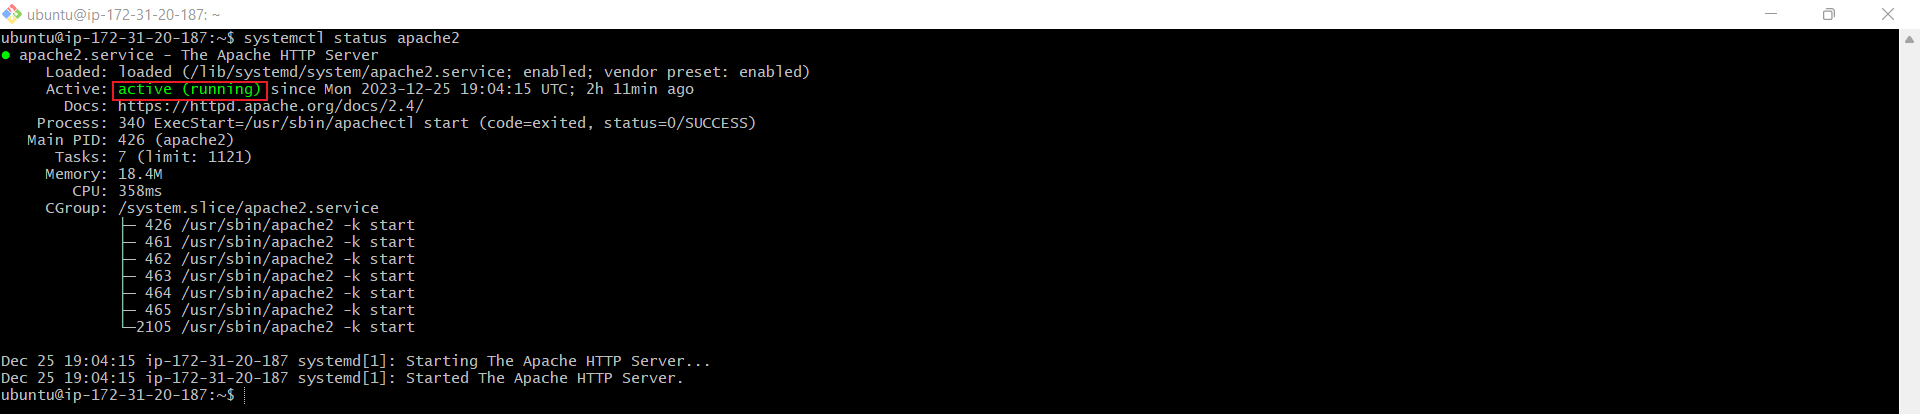 ubuntu@ip-172-31-20-187: ~
ubuntu@ip-172-31-20-187:~$ systemctl status apache2
● apache2.service - The Apache HTTP Server
Loaded: loaded (/lib/systemd/system/apache2.service; enabled; vendor preset: enabled)
Active: active (running) since Mon 2023-12-25 19:04:15 UTC; 2h 11min ago
Docs: https://httpd.apache.org/docs/2.4/
Process: 340 ExecStart=/usr/sbin/apachectl start (code=exited, status=0/SUCCESS)
Main PID: 426 (apache2)
Tasks: 7 (limit: 1121)
Memory: 18.4M
CPU: 358ms
CGroup: /system.slice/apache2.service
├─ 426 /usr/sbin/apache2 -k start
├─ 461 /usr/sbin/apache2 -k start
├─ 462 /usr/sbin/apache2 -k start
├─ 463 /usr/sbin/apache2 -k start
├─ 464 /usr/sbin/apache2 -k start
├─ 465 /usr/sbin/apache2 -k start
└─2105 /usr/sbin/apache2 -k start
Dec 25 19:04:15 ip-172-31-20-187 systemd[1]: Starting The Apache HTTP Server...
Dec 25 19:04:15 ip-172-31-20-187 systemd[1]: Started The Apache HTTP Server.
ubuntu@ip-172-31-20-187:~$